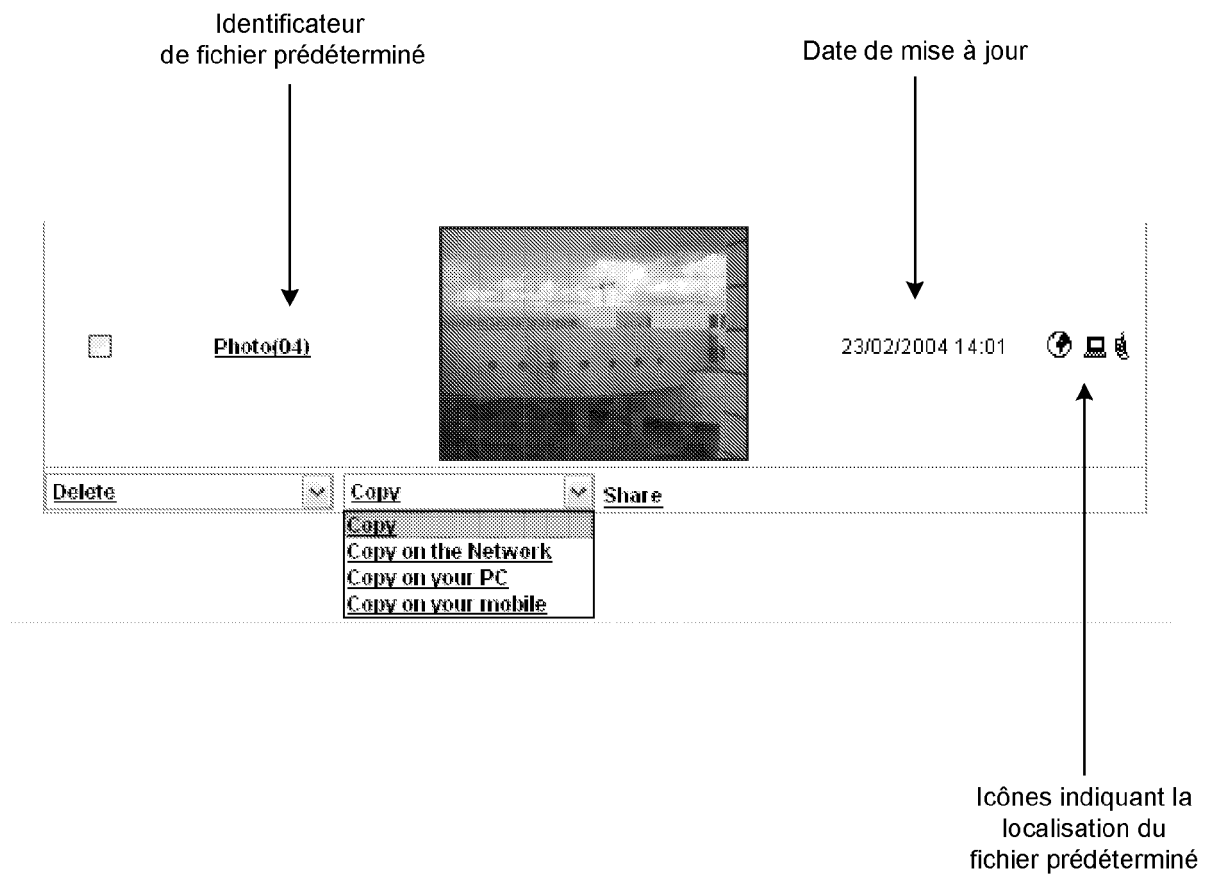 Identificateur
de fichier prédéterminé
Date de mise à jour
Photo(04)
23/02/2004 14:01
Delete
Copy
Share
Copy
Copy on the Network
Copy on your PC
Copy on your mobile
Icônes indiquant la
localisation du
fichier prédéterminé